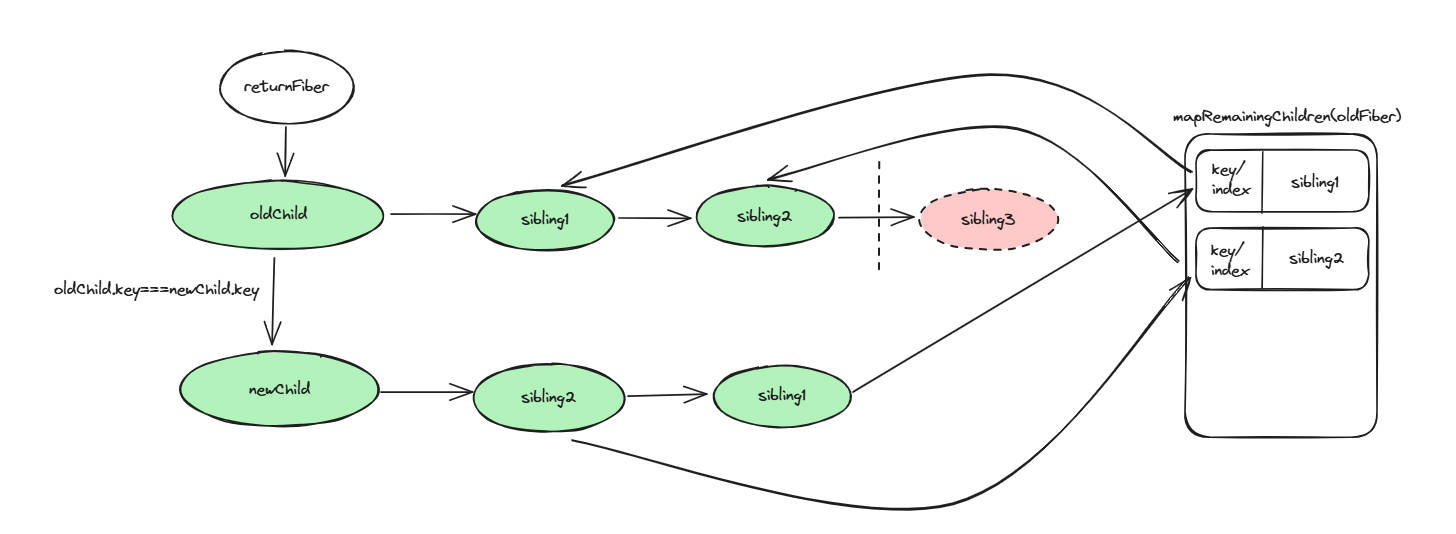 returnFiber
mapRemainingChildren(oldFiber)
key/
index
sibling1
oldChild
sibling1
sibling2
sibling3
key/
index
sibling2
oldChild.key===newChild.key
newChild
sibling2
sibling1